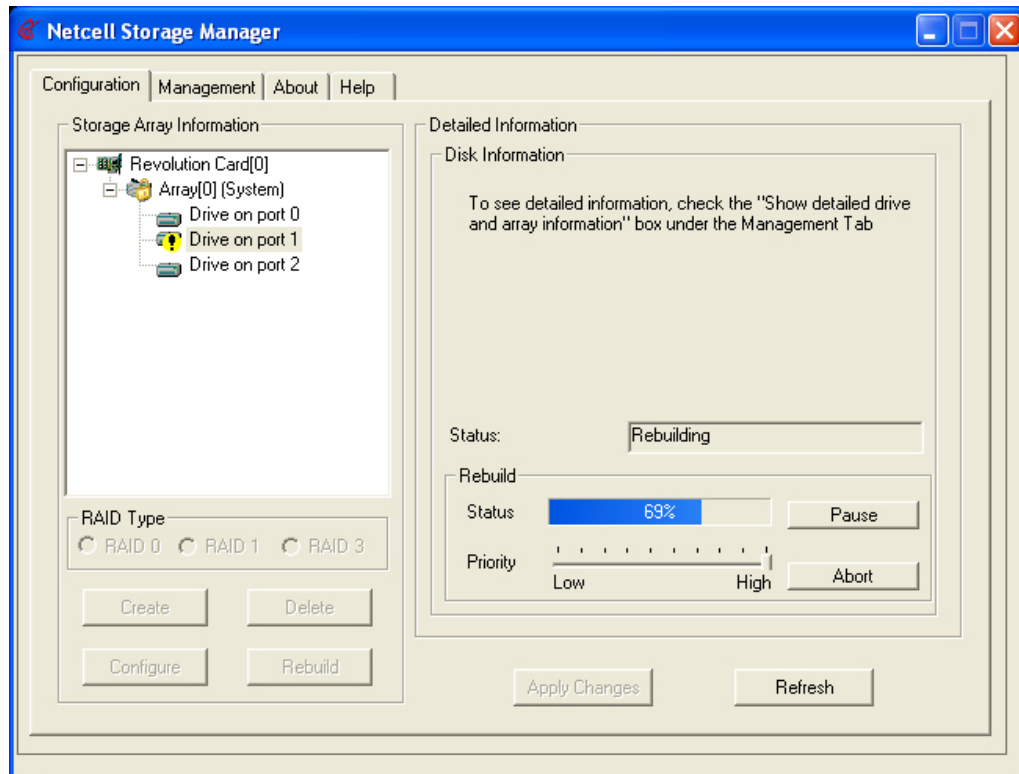 Netcell Storage Manager
Configuration Management About Help
Storage Array Information
Revolution Card[0]
Array[0] (System)
Drive on port 0
Drive on port 1
Drive on port 2
RAID Type
RAID 0 RAID 1 RAID 3
Create Delete
Configure Rebuild
Detailed Information
Disk Information
To see detailed information, check the "Show detailed drive
and array information" box under the Management Tab
Status: Rebuilding
Rebuild
Status 69% Pause
Priority
Low High Abort
Apply Changes Refresh